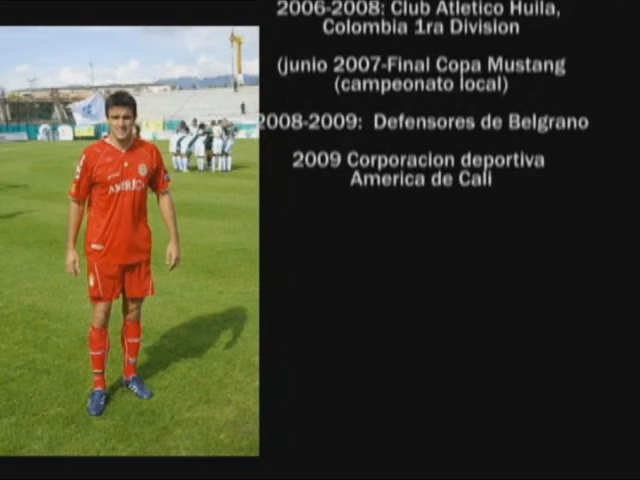 2006-2008: Club Atletico Huila,
Colombia 1ra Division
(junio 2007-Final Copa Mustang
(campeonato local)
2008-2009: Defensores de Belgrano
2009 Corporacion deportiva
America de Cali
AMERICA